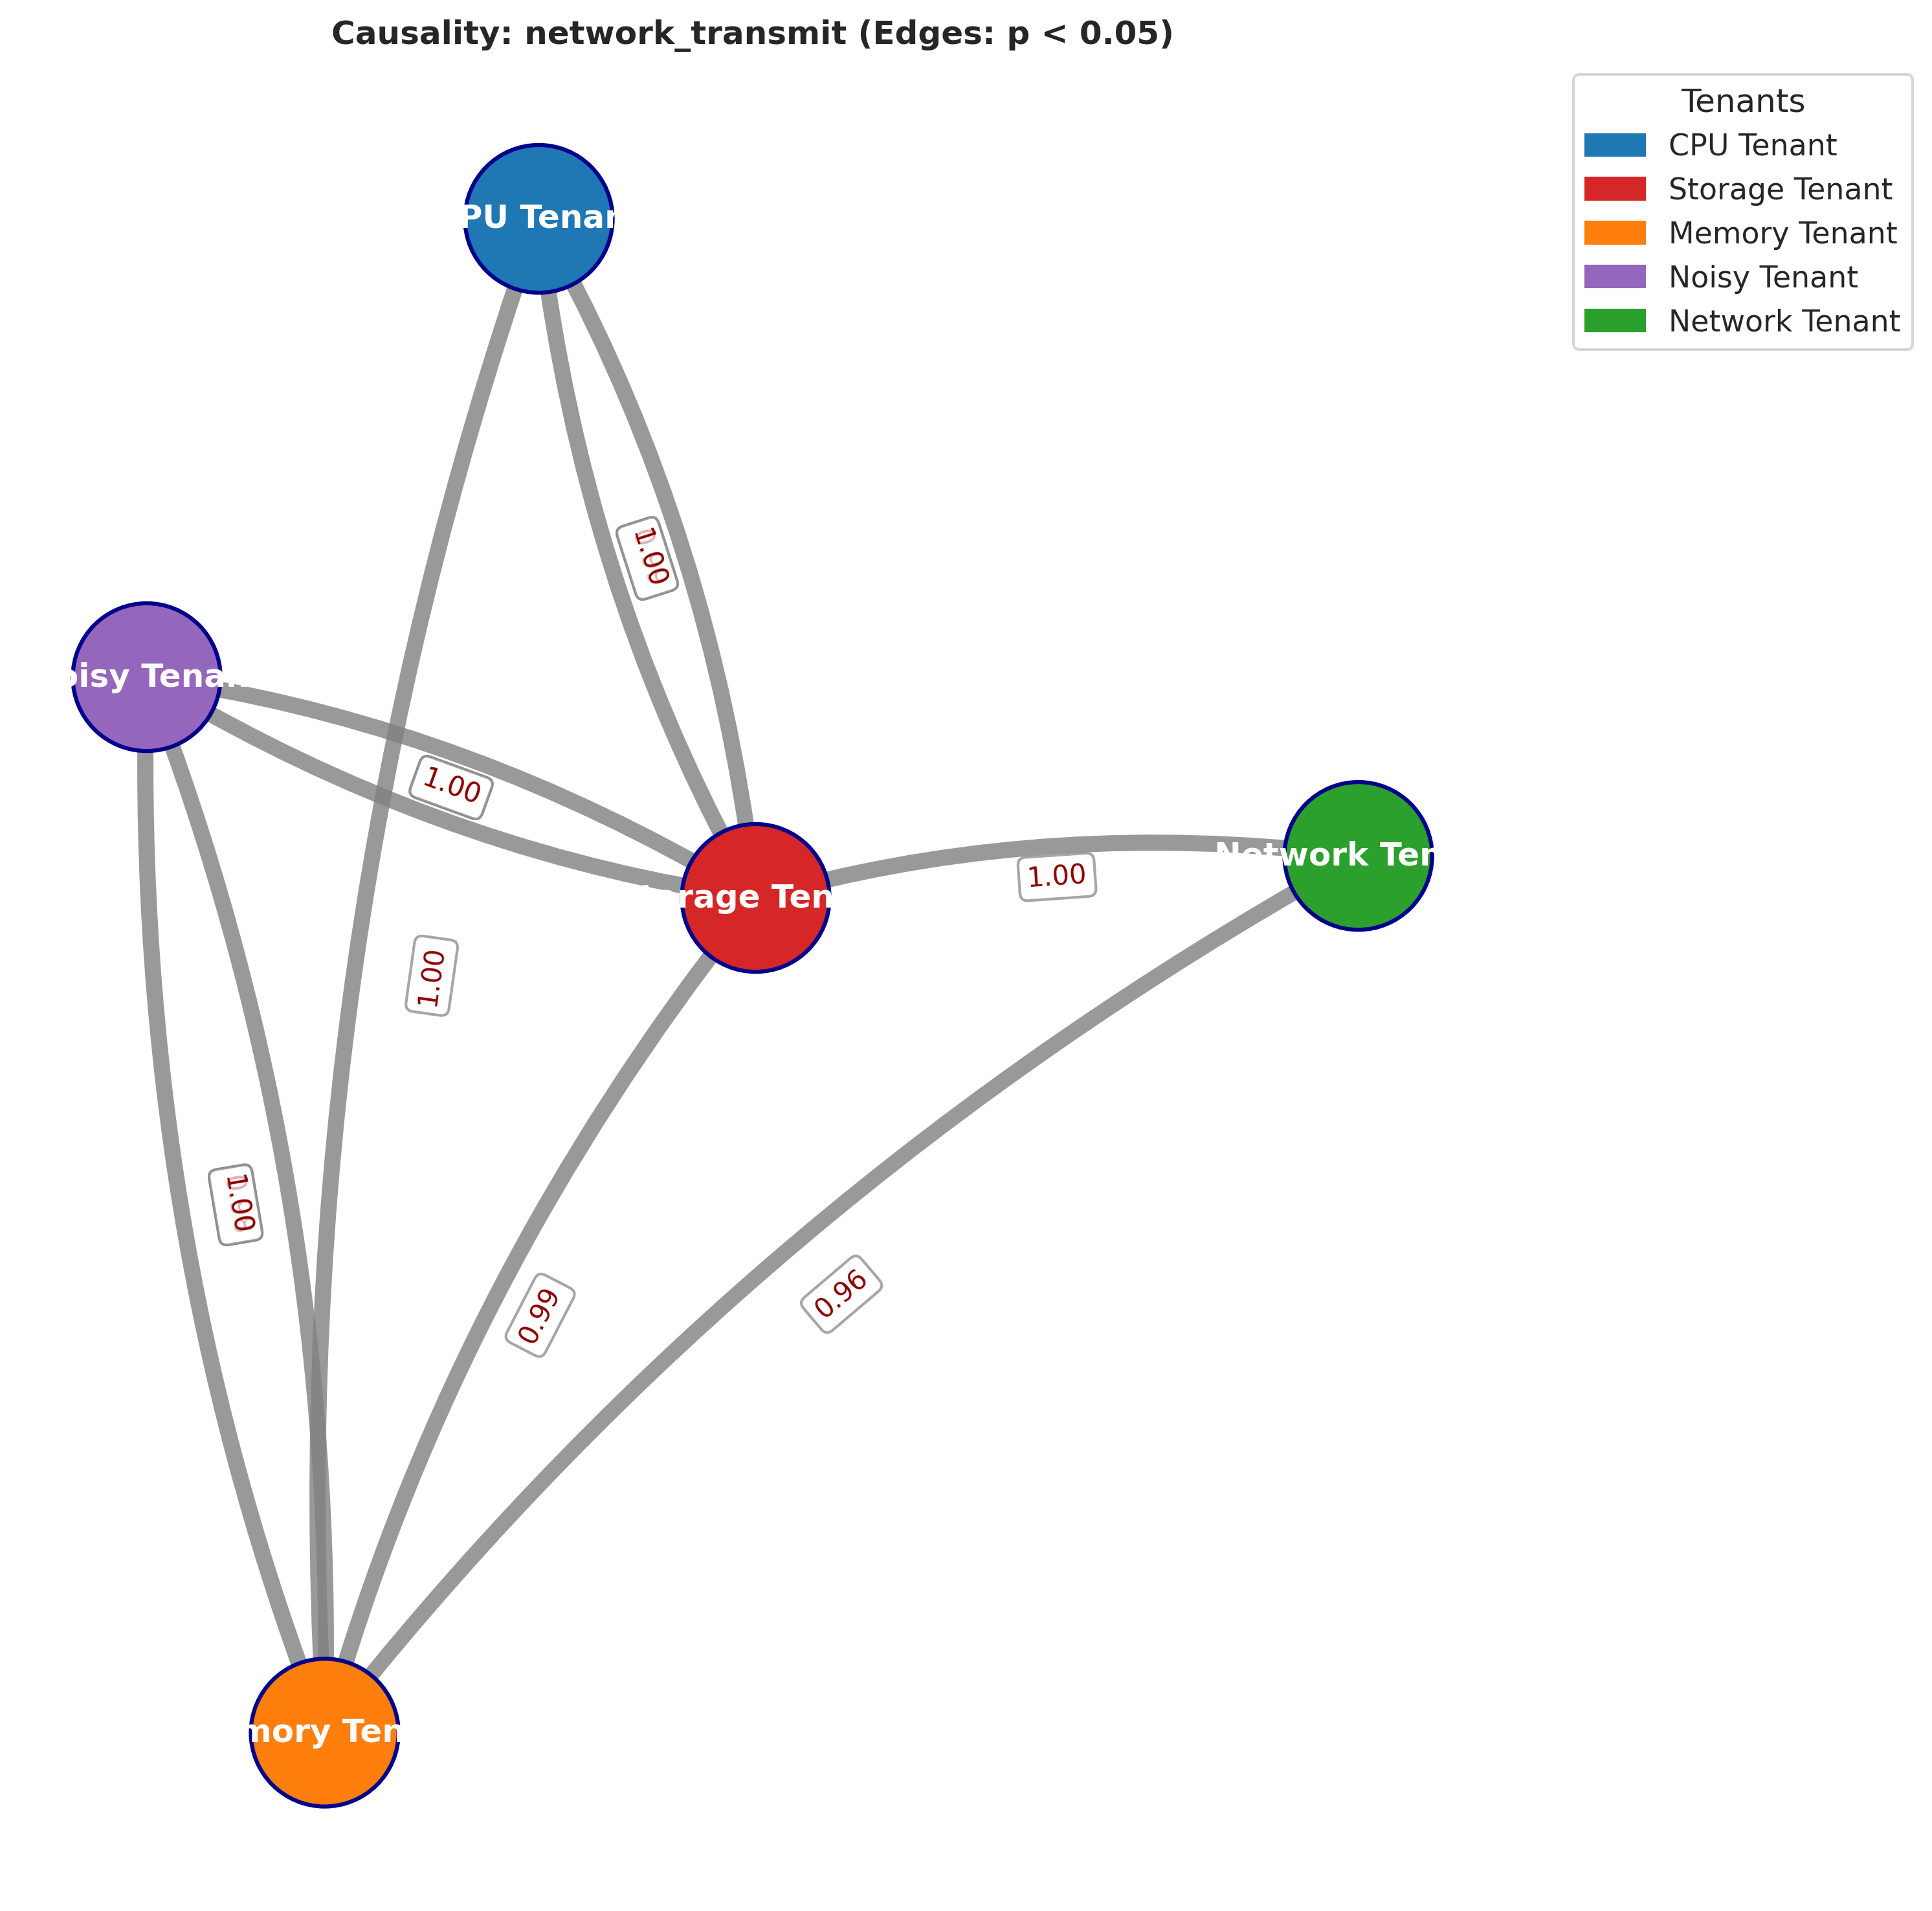 Causality: network_transmit (Edges: p < 0.05)
Tenants
CPU Tenant
Storage Tenant
Memory Tenant
Noisy Tenant
Network Tenant
PU Tenan
1.00
oisy Tena
1.00
rage Ten
Network Ten
1.00
1.00
1.00
0.99
0.96
mory Ten